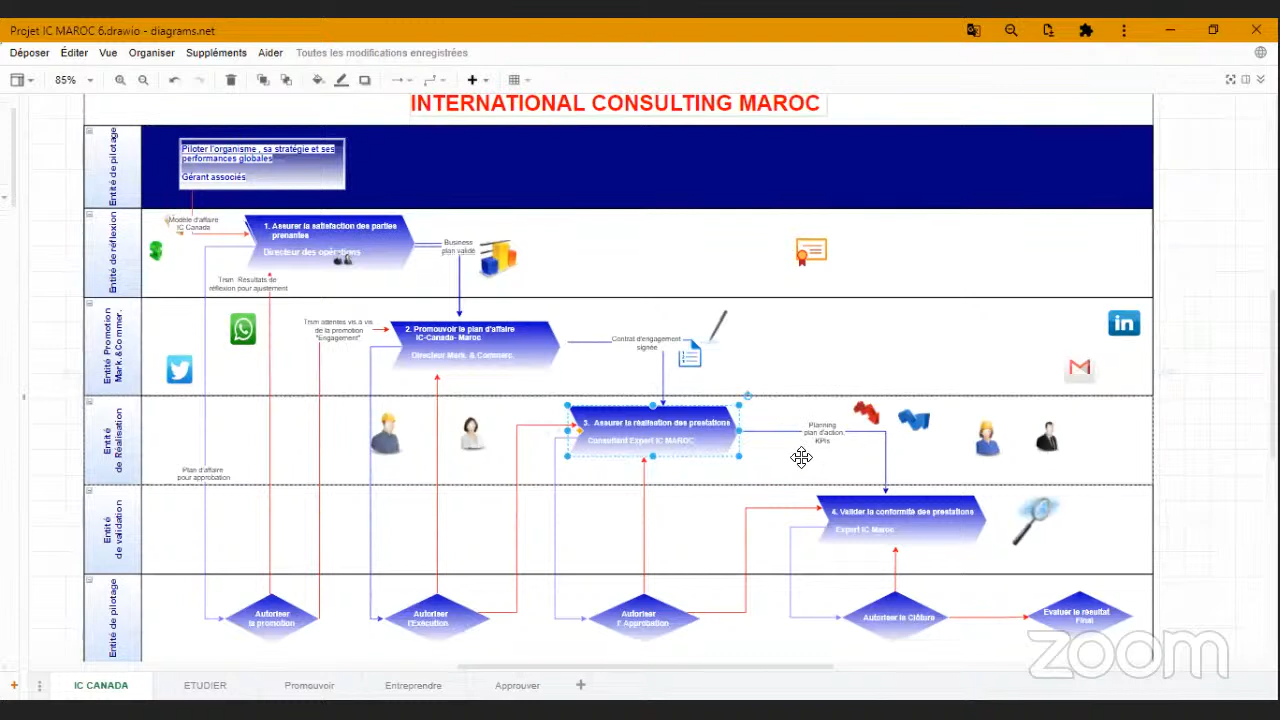 Projet IC MAROC 6.drawio - diagrams.net
Déposer Éditer Vue Organiser Suppléments Aider Toutes les modifications enregistrées
85%
INTERNATIONAL CONSULTING MAROC
Entité de pilotage
Piloter l'organisme , sa stratégie et ses
performances globales
Gérant associés
Entité de réflexion
Modèle d'affaire
IC Canada
1. Assurer la satisfaction des parties
prenantes
Directeur des opérations
Business
plan validé
Trsm Résultats de
réflexion pour ajustement
Entité Promotion
Mark.&Commer.
Trsm attentes vis à vis
de la promotion
"Engagement"
2. Promouvoir le plan d'affaire
IC-Canada- Maroc
Directeur Mark. & Commerc.
Contrat d'engagement
signée
in
Entité
de Réalisation
3. Assurer la réalisation des prestations
Consultant Expert IC MAROC
Planning
plan d'action,
KPIs
Plan d'affaire
pour approbation
Entité
de validation
4. Valider la conformité des prestations
Expert IC Maroc
Entité de pilotage
Autoriser
la promotion
Autoriser
l'Exécution
Autoriser
l' Approbation
Autoriser la Clôture
Evaluer le résultat
Final
zoom
IC CANADA ETUDIER Promouvoir Entreprendre Approuver